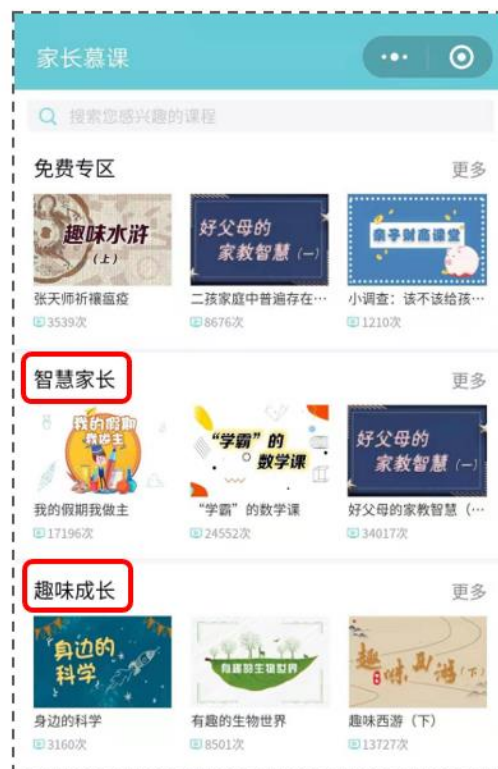 家长慕课
搜索您感兴趣的课程
免费专区
更多
趣味水浒
（上）
好父母的
家教智慧（一）
亲子财商课堂
张天师祈禳瘟疫
二孩家庭中普遍存在…
小调查：该不该给孩…
3539次
8676次
1210次
智慧家长
更多
我的假期
我做主
“学霸”的
数学课
好父母的
家教智慧（一）
我的假期我做主
“学霸”的数学课
好父母的家教智慧（…
17196次
24552次
34017次
趣味成长
更多
身边的
科学
有趣的生物世界
趣味西游（下）
身边的科学
有趣的生物世界
趣味西游（下）
3160次
8501次
13727次